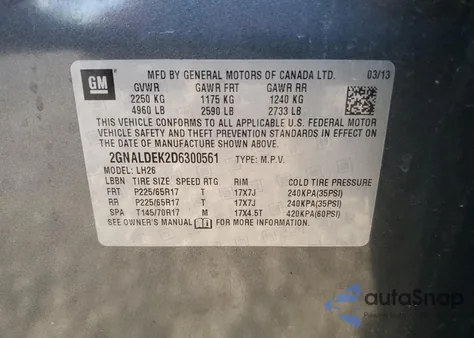 GM
MFD BY GENERAL MOTORS OF CANADA LTD. 03/13
GVWR GAWR FRT GAWR RR
2250 KG 1175 KG 1240 KG
4960 LB 2590 LB 2733 LB
THIS VEHICLE CONFORMS TO ALL APPLICABLE U.S. FEDERAL MOTOR
VEHICLE SAFETY AND THEFT PREVENTION STANDARDS IN EFFECT ON
THE DATE OF MANUFACTURE SHOWN ABOVE.
2GNALDEK2D6300561 TYPE: M.P.V.
MODEL: LH26
LBBN TIRE SIZE SPEED RTG RIM COLD TIRE PRESSURE
FRT P225/65R17 T 17X7J 240KPA(35PSI)
RR P225/65R17 T 17X7J 240KPA(35PSI)
SPA T145/70R17 M 17X4.5T 420KPA(60PSI)
SEE OWNER'S MANUAL FOR MORE INFORMATION.
autoSnap